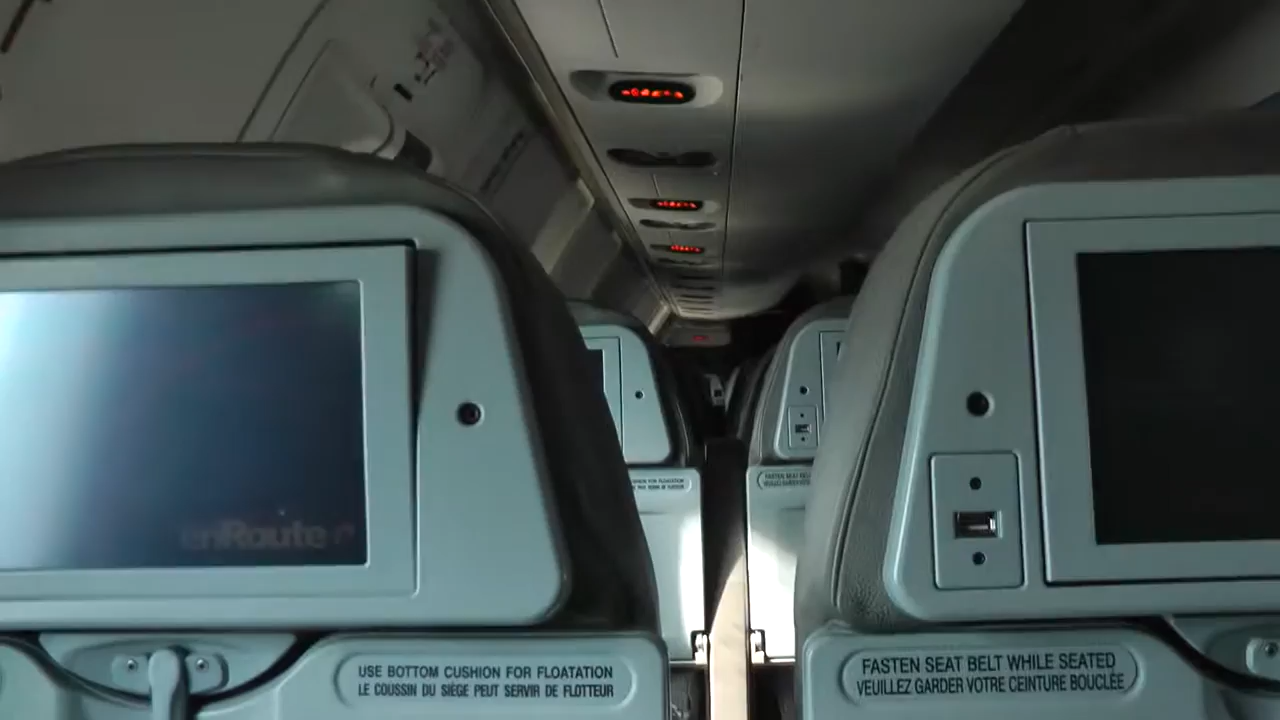 enRoute
USE BOTTOM CUSHION FOR FLOATATION
LE COUSSIN DU SIÈGE PEUT SERVIR DE FLOTTEUR
FASTEN SEAT BELT WHILE SEATED
VEUILLEZ GARDER VOTRE CEINTURE BOUCLÉE